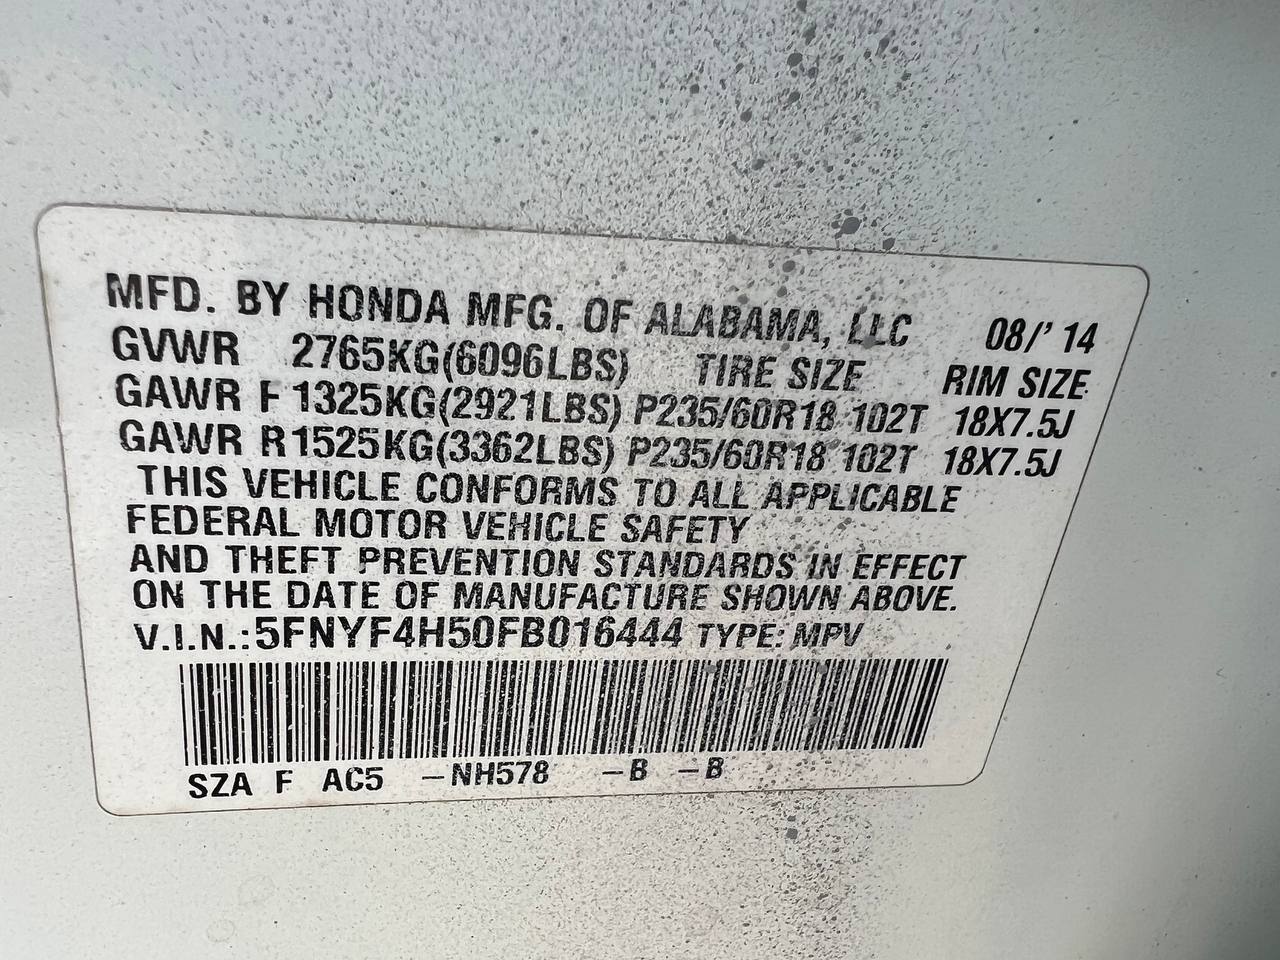 MFD. BY HONDA MFG. OF ALABAMA, LLC 08/' 14
GVWR 2765KG(6096LBS) TIRE SIZE RIM SIZE
GAWR F 1325KG(2921LBS) P235/60R18 102T 18X7.5J
GAWR R 1525KG(3362LBS) P235/60R18 102T 18X7.5J
THIS VEHICLE CONFORMS TO ALL APPLICABLE
FEDERAL MOTOR VEHICLE SAFETY
AND THEFT PREVENTION STANDARDS IN EFFECT
ON THE DATE OF MANUFACTURE SHOWN ABOVE.
V.I.N.: 5FNYF4H50FB016444 TYPE: MPV
SZA F AC5 –NH578 –B –B